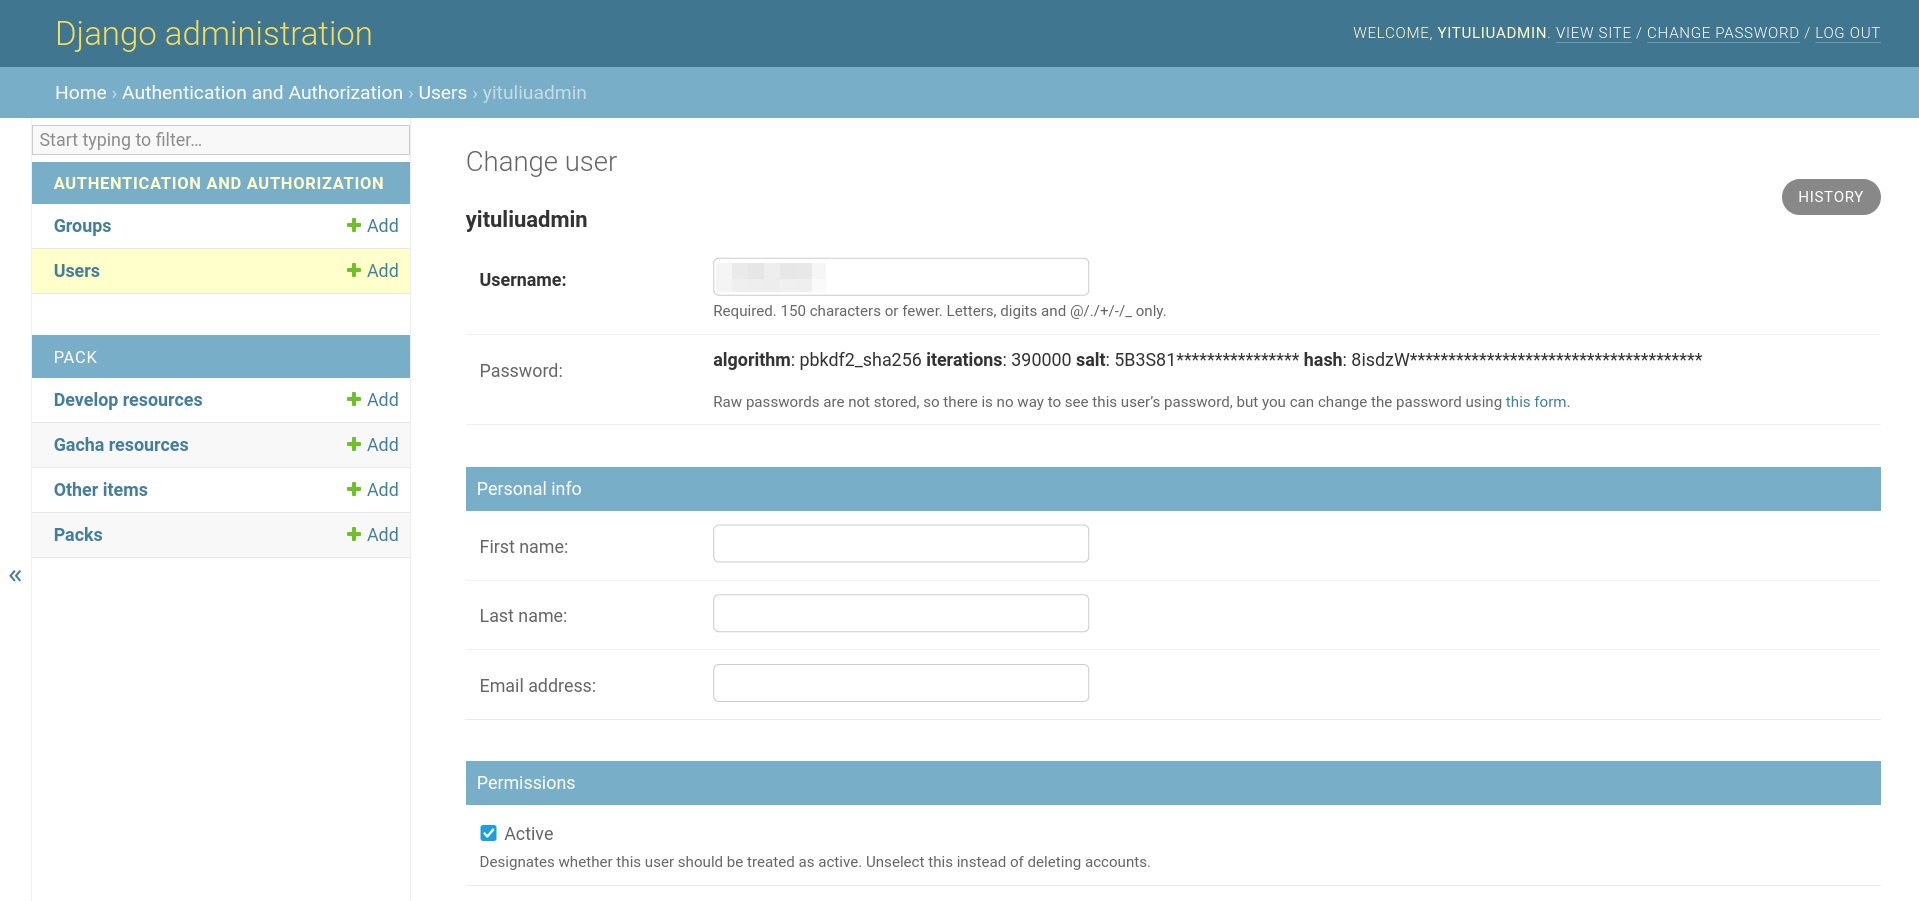 Django administration
WELCOME, YITULIUADMIN. VIEW SITE / CHANGE PASSWORD / LOG OUT
Home › Authentication and Authorization › Users › yituliuadmin
Start typing to filter…
AUTHENTICATION AND AUTHORIZATION
Groups Add
Users Add
PACK
Develop resources Add
Gacha resources Add
Other items Add
Packs Add
«
Change user
HISTORY
yituliuadmin
Username:
Required. 150 characters or fewer. Letters, digits and @/./+/-/_ only.
Password:
algorithm: pbkdf2_sha256 iterations: 390000 salt: 5B3S81**************** hash: 8isdzW**************************************
Raw passwords are not stored, so there is no way to see this user’s password, but you can change the password using this form.
Personal info
First name:
Last name:
Email address:
Permissions
Active
Designates whether this user should be treated as active. Unselect this instead of deleting accounts.